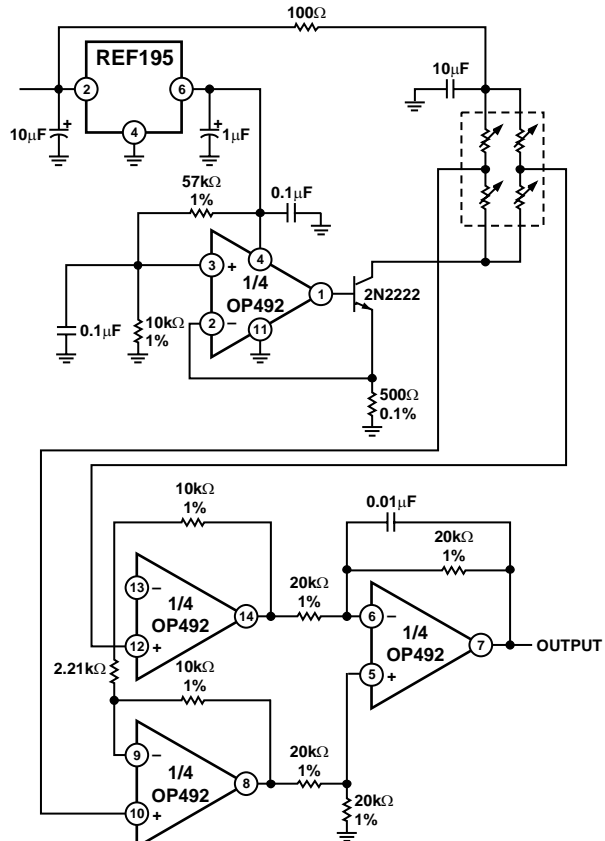 100Ω
REF195
2
6
4
10μF
+
+
1μF
10μF
57kΩ
1%
0.1μF
3
+
4
1/4
OP492
1
2N2222
2
−
11
0.1μF
10kΩ
1%
500Ω
0.1%
10kΩ
1%
0.01μF
20kΩ
1%
13
−
1/4
OP492
14
12
+
20kΩ
1%
6
−
1/4
OP492
7
OUTPUT
5
+
2.21kΩ
10kΩ
1%
9
−
1/4
OP492
8
10
+
20kΩ
1%
20kΩ
1%